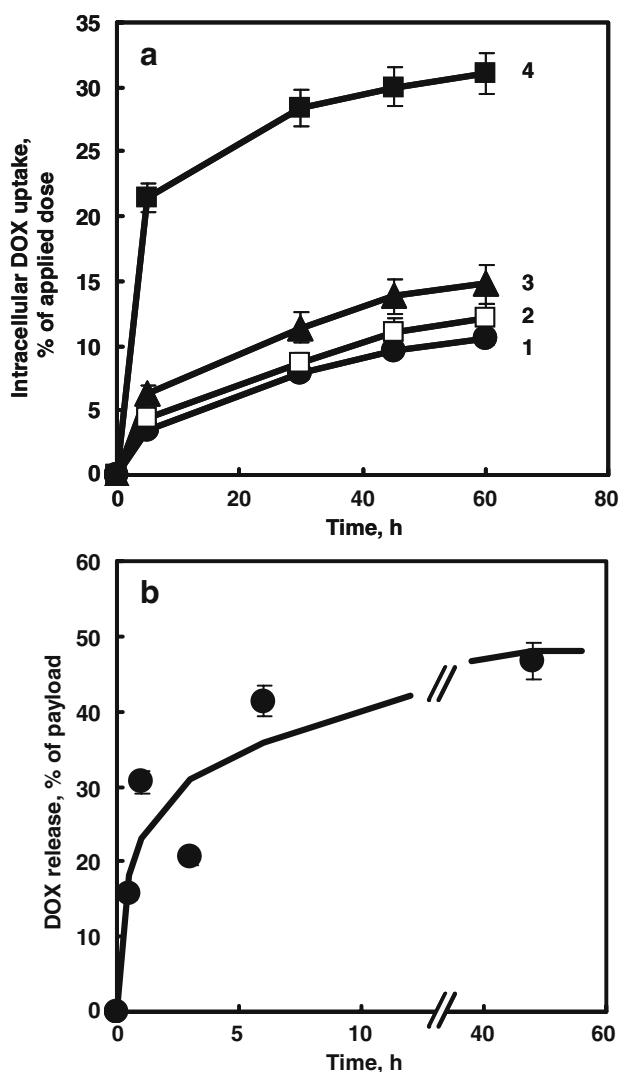 a
Intracellular DOX uptake,
% of applied dose
35
30
25
20
15
10
5
0
4
3
2
1
0 20 40 60 80
Time, h
b
DOX release, % of payload
60
50
40
30
20
10
0
0 5 10 40 60
Time, h